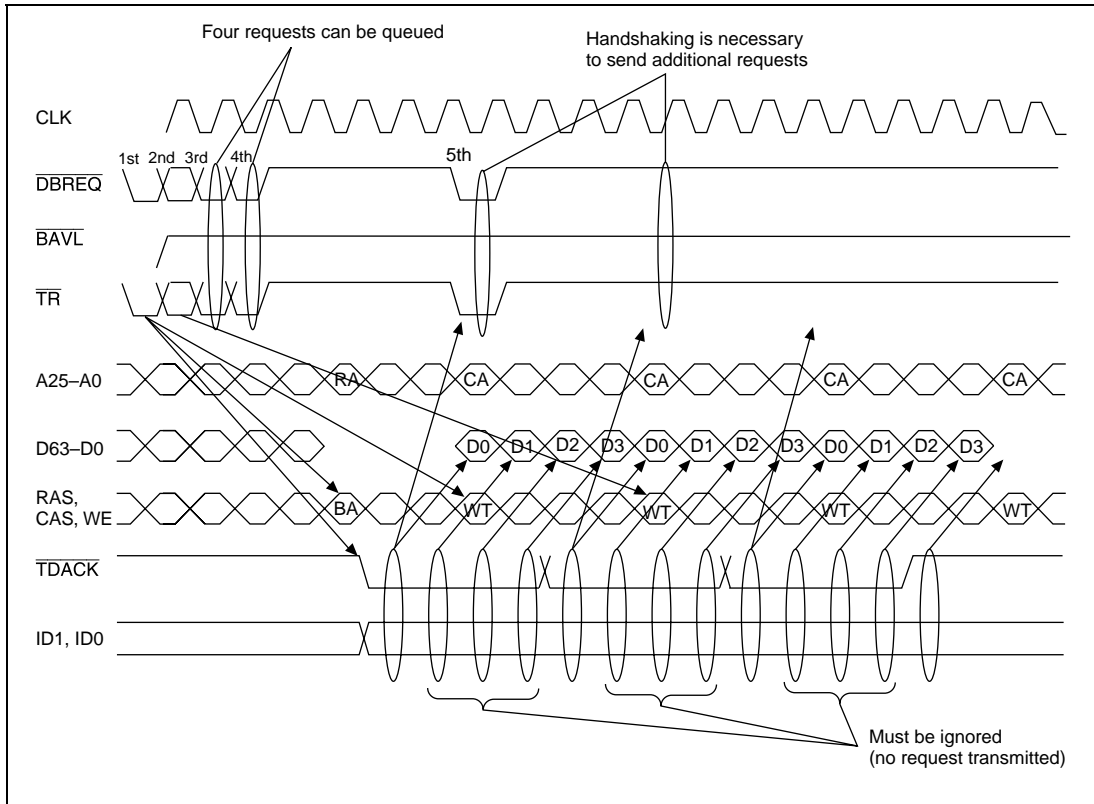 Four requests can be queued
Handshaking is necessary
to send additional requests
CLK
1st 2nd 3rd 4th 5th
DBREQ
BAVL
TR
A25–A0 RA CA CA CA CA
D63–D0 D0 D1 D2 D3 D0 D1 D2 D3 D0 D1 D2 D3
RAS,
CAS, WE BA WT WT WT WT
TDACK
ID1, ID0
Must be ignored
(no request transmitted)